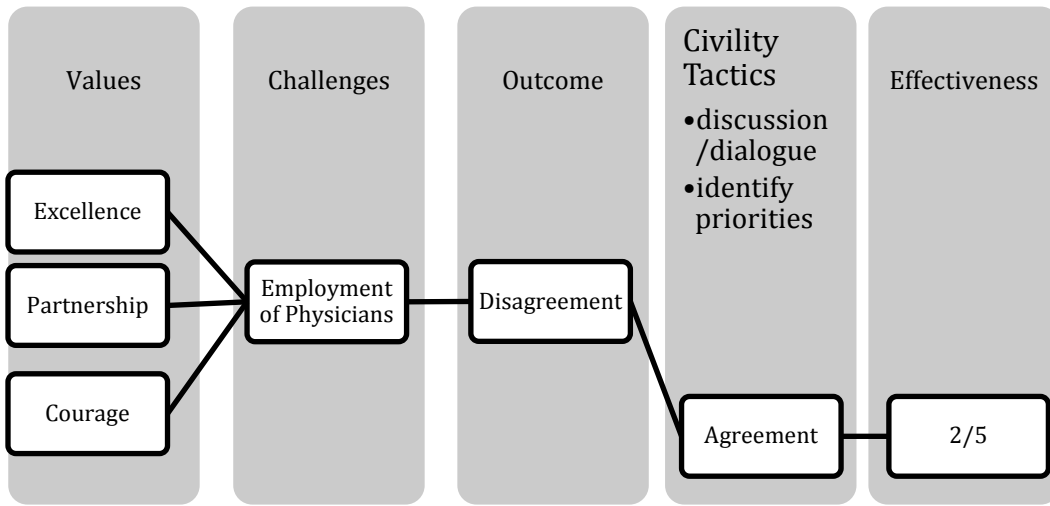 Values
Challenges
Outcome
Civility
Tactics
•discussion
/dialogue
•identify
priorities
Effectiveness
Excellence
Partnership
Courage
Employment
of Physicians
Disagreement
Agreement
2/5